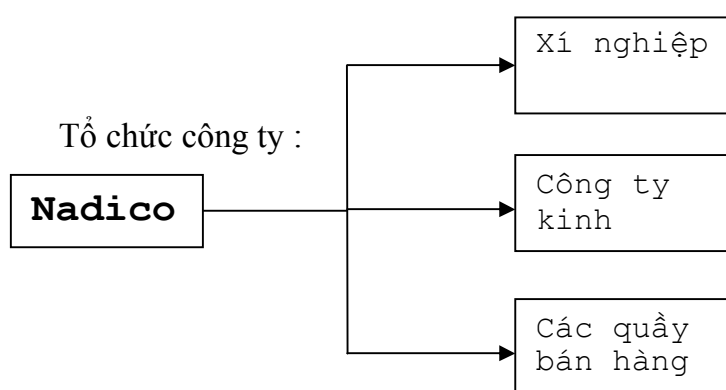 Tổ chức công ty :
Nadico
Xí nghiệp
Công ty
kinh
Các quầy
bán hàng